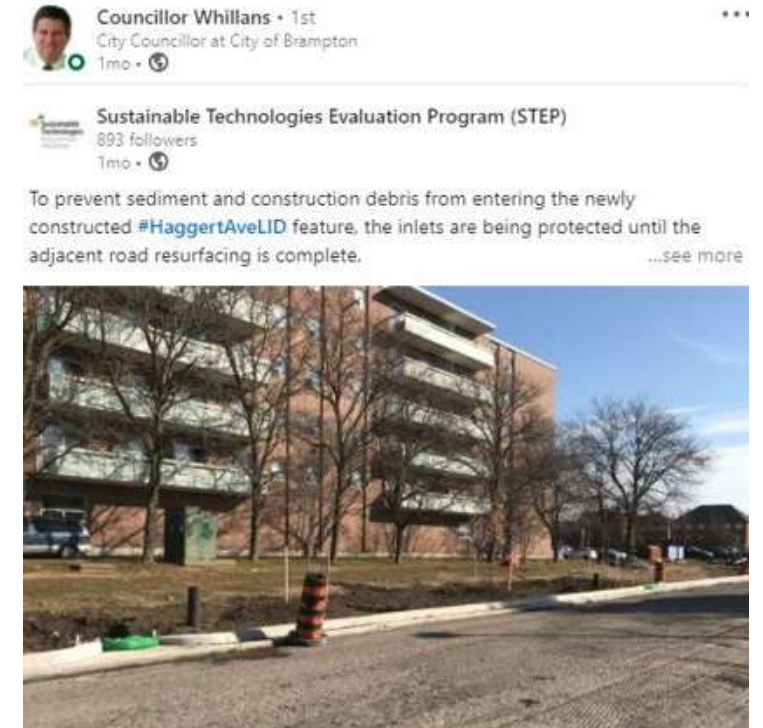 Councillor Whillans • 1st
City Councillor at City of Brampton
1mo •
Sustainable Technologies Evaluation Program (STEP)
893 followers
1mo •
To prevent sediment and construction debris from entering the newly
constructed #HaggertAveLID feature, the inlets are being protected until the
adjacent road resurfacing is complete. ...see more